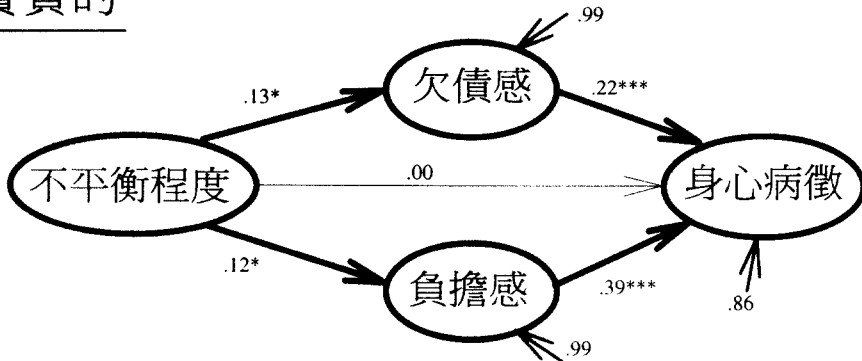 .99
欠債感
.13*
.22***
不平衡程度
.00
身心病徵
.12*
負擔感
.39***
.86
.99